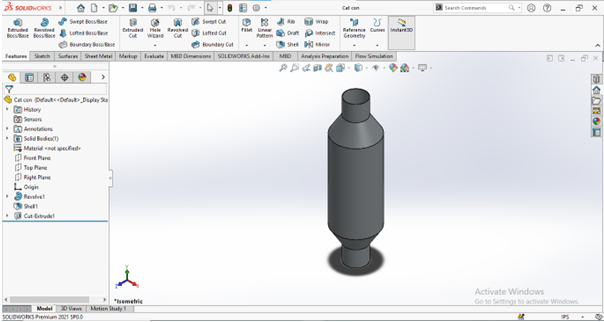 SOLIDWORKS
Cat con
Search Commands
Extruded Boss/Base
Revolved Boss/Base
Swept Boss/Base
Lofted Boss/Base
Boundary Boss/Base
Extruded Cut
Hole Wizard
Revolved Cut
Swept Cut
Lofted Cut
Boundary Cut
Fillet
Linear Pattern
Rib
Draft
Shell
Wrap
Intersect
Mirror
Reference Geometry
Curves
Instant3D
Features Sketch Surfaces Sheet Metal Markup Evaluate MBD Dimensions SOLIDWORKS Add-Ins MBD Analysis Preparation Flow Simulation
Cat con (Default<<Default>_Display Sta
History
Sensors
Annotations
Solid Bodies(1)
Material <not specified>
Front Plane
Top Plane
Right Plane
Origin
Revolve1
Shell1
Cut-Extrude1
*Isometric
Activate Windows
Go to Settings to activate Windows.
Model 3D Views Motion Study 1
SOLIDWORKS Premium 2021 SP0.0
IPS